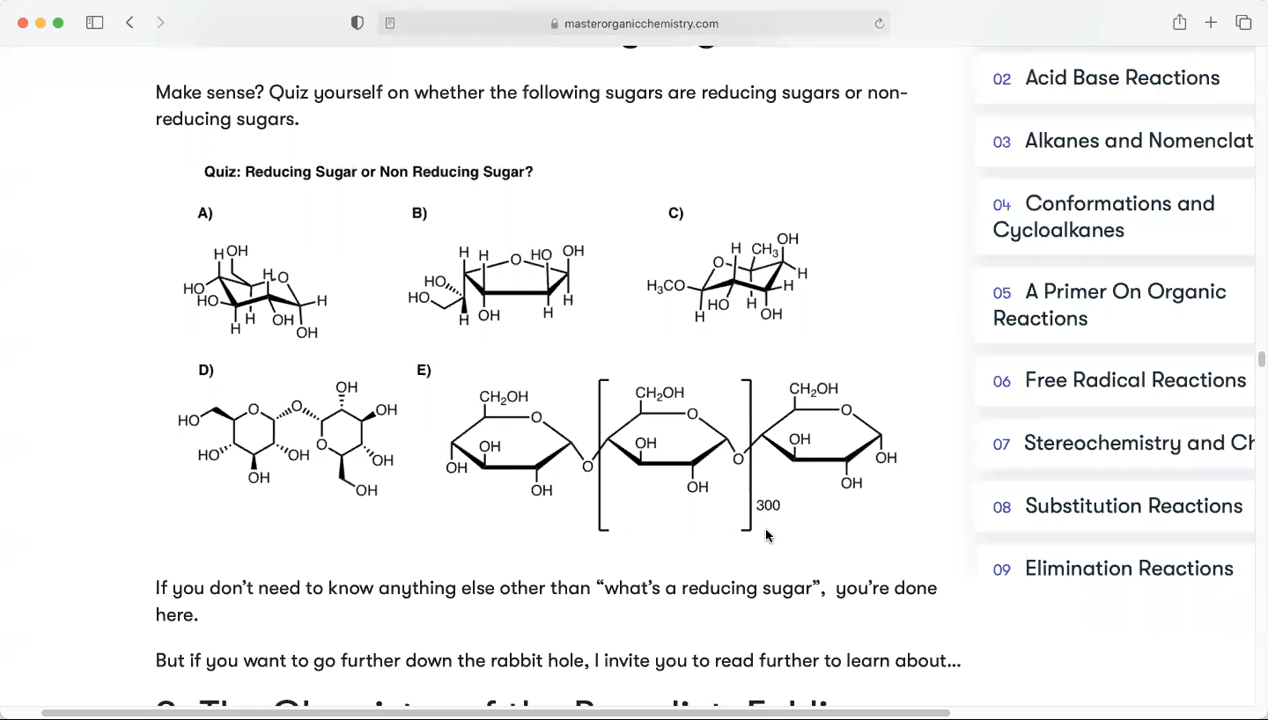 masterorganicchemistry.com
Make sense? Quiz yourself on whether the following sugars are reducing sugars or non-
reducing sugars.
Quiz: Reducing Sugar or Non Reducing Sugar?
A)
H OH
HO
HO
H
O
H
H
H
OH
OH
B)
H
H
O
HO
OH
HO
HO
H
OH
H
H
C)
H
CH3
OH
O
H
H3CO
H
HO
H
OH
H
D)
OH
HO
O
O
OH
HO
OH
O
OH
OH
OH
E)
CH2OH
O
OH
OH
OH
O
CH2OH
O
OH
OH
O
300
CH2OH
O
OH
OH
OH
If you don’t need to know anything else other than “what’s a reducing sugar”, you’re done
here.
But if you want to go further down the rabbit hole, I invite you to read further to learn about...
02 Acid Base Reactions
03 Alkanes and Nomenclat
04 Conformations and
Cycloalkanes
05 A Primer On Organic
Reactions
06 Free Radical Reactions
07 Stereochemistry and Ch
08 Substitution Reactions
09 Elimination Reactions